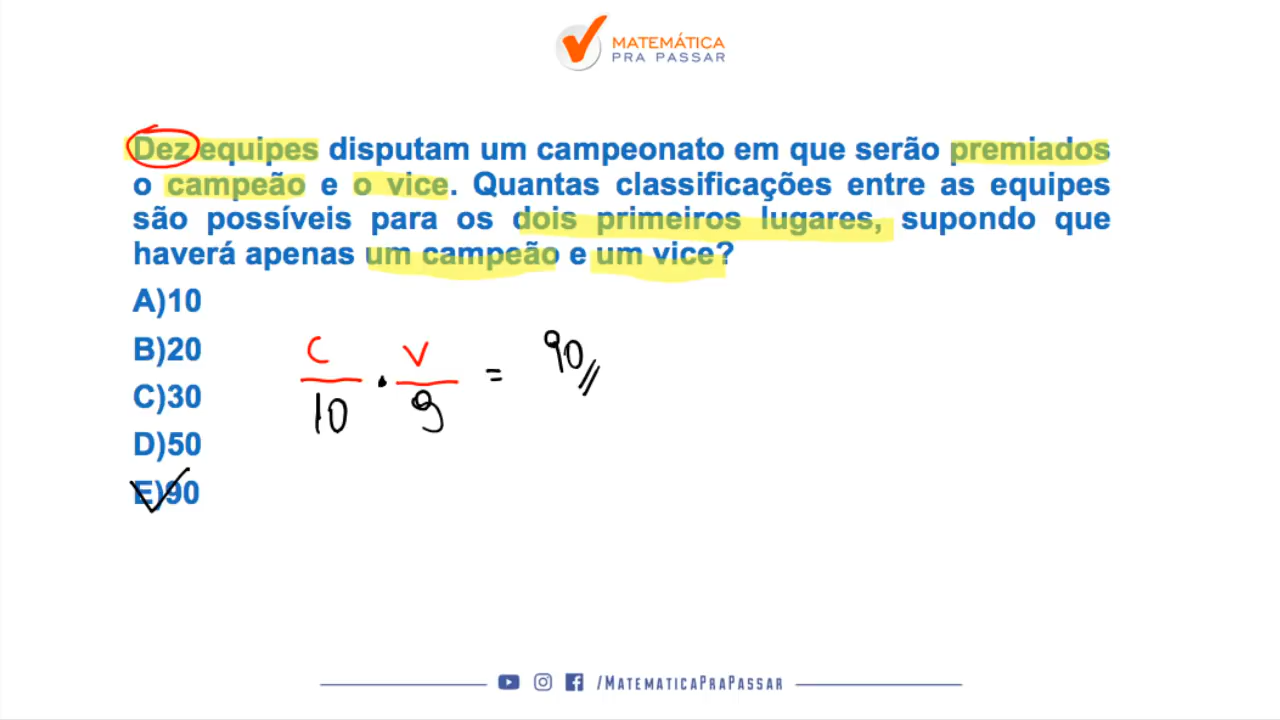 MATEMÁTICA
PRA PASSAR
Dez equipes disputam um campeonato em que serão premiados
o campeão e o vice. Quantas classificações entre as equipes
são possíveis para os dois primeiros lugares, supondo que
haverá apenas um campeão e um vice?
A)10
B)20
C)30
D)50
E)90
C . V = 90//
10 9
/MATEMATICAPRAPASSAR